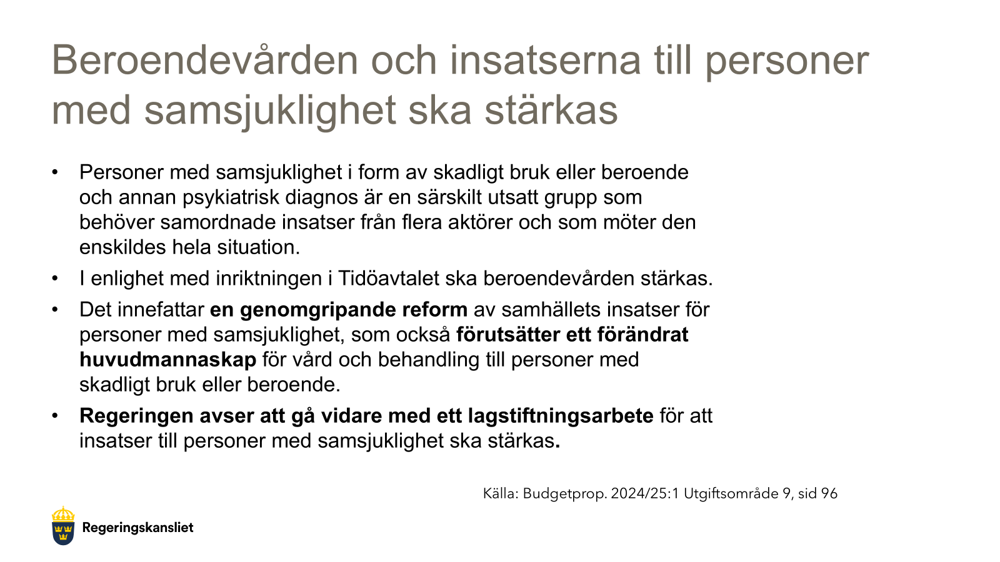 Beroendevården och insatserna till personer
med samsjuklighet ska stärkas
• Personer med samsjuklighet i form av skadligt bruk eller beroende
och annan psykiatrisk diagnos är en särskilt utsatt grupp som
behöver samordnade insatser från flera aktörer och som möter den
enskildes hela situation.
• I enlighet med inriktningen i Tidöavtalet ska beroendevården stärkas.
• Det innefattar en genomgripande reform av samhällets insatser för
personer med samsjuklighet, som också förutsätter ett förändrat
huvudmannaskap för vård och behandling till personer med
skadligt bruk eller beroende.
• Regeringen avser att gå vidare med ett lagstiftningsarbete för att
insatser till personer med samsjuklighet ska stärkas.
Källa: Budgetprop. 2024/25:1 Utgiftsområde 9, sid 96
Regeringskansliet